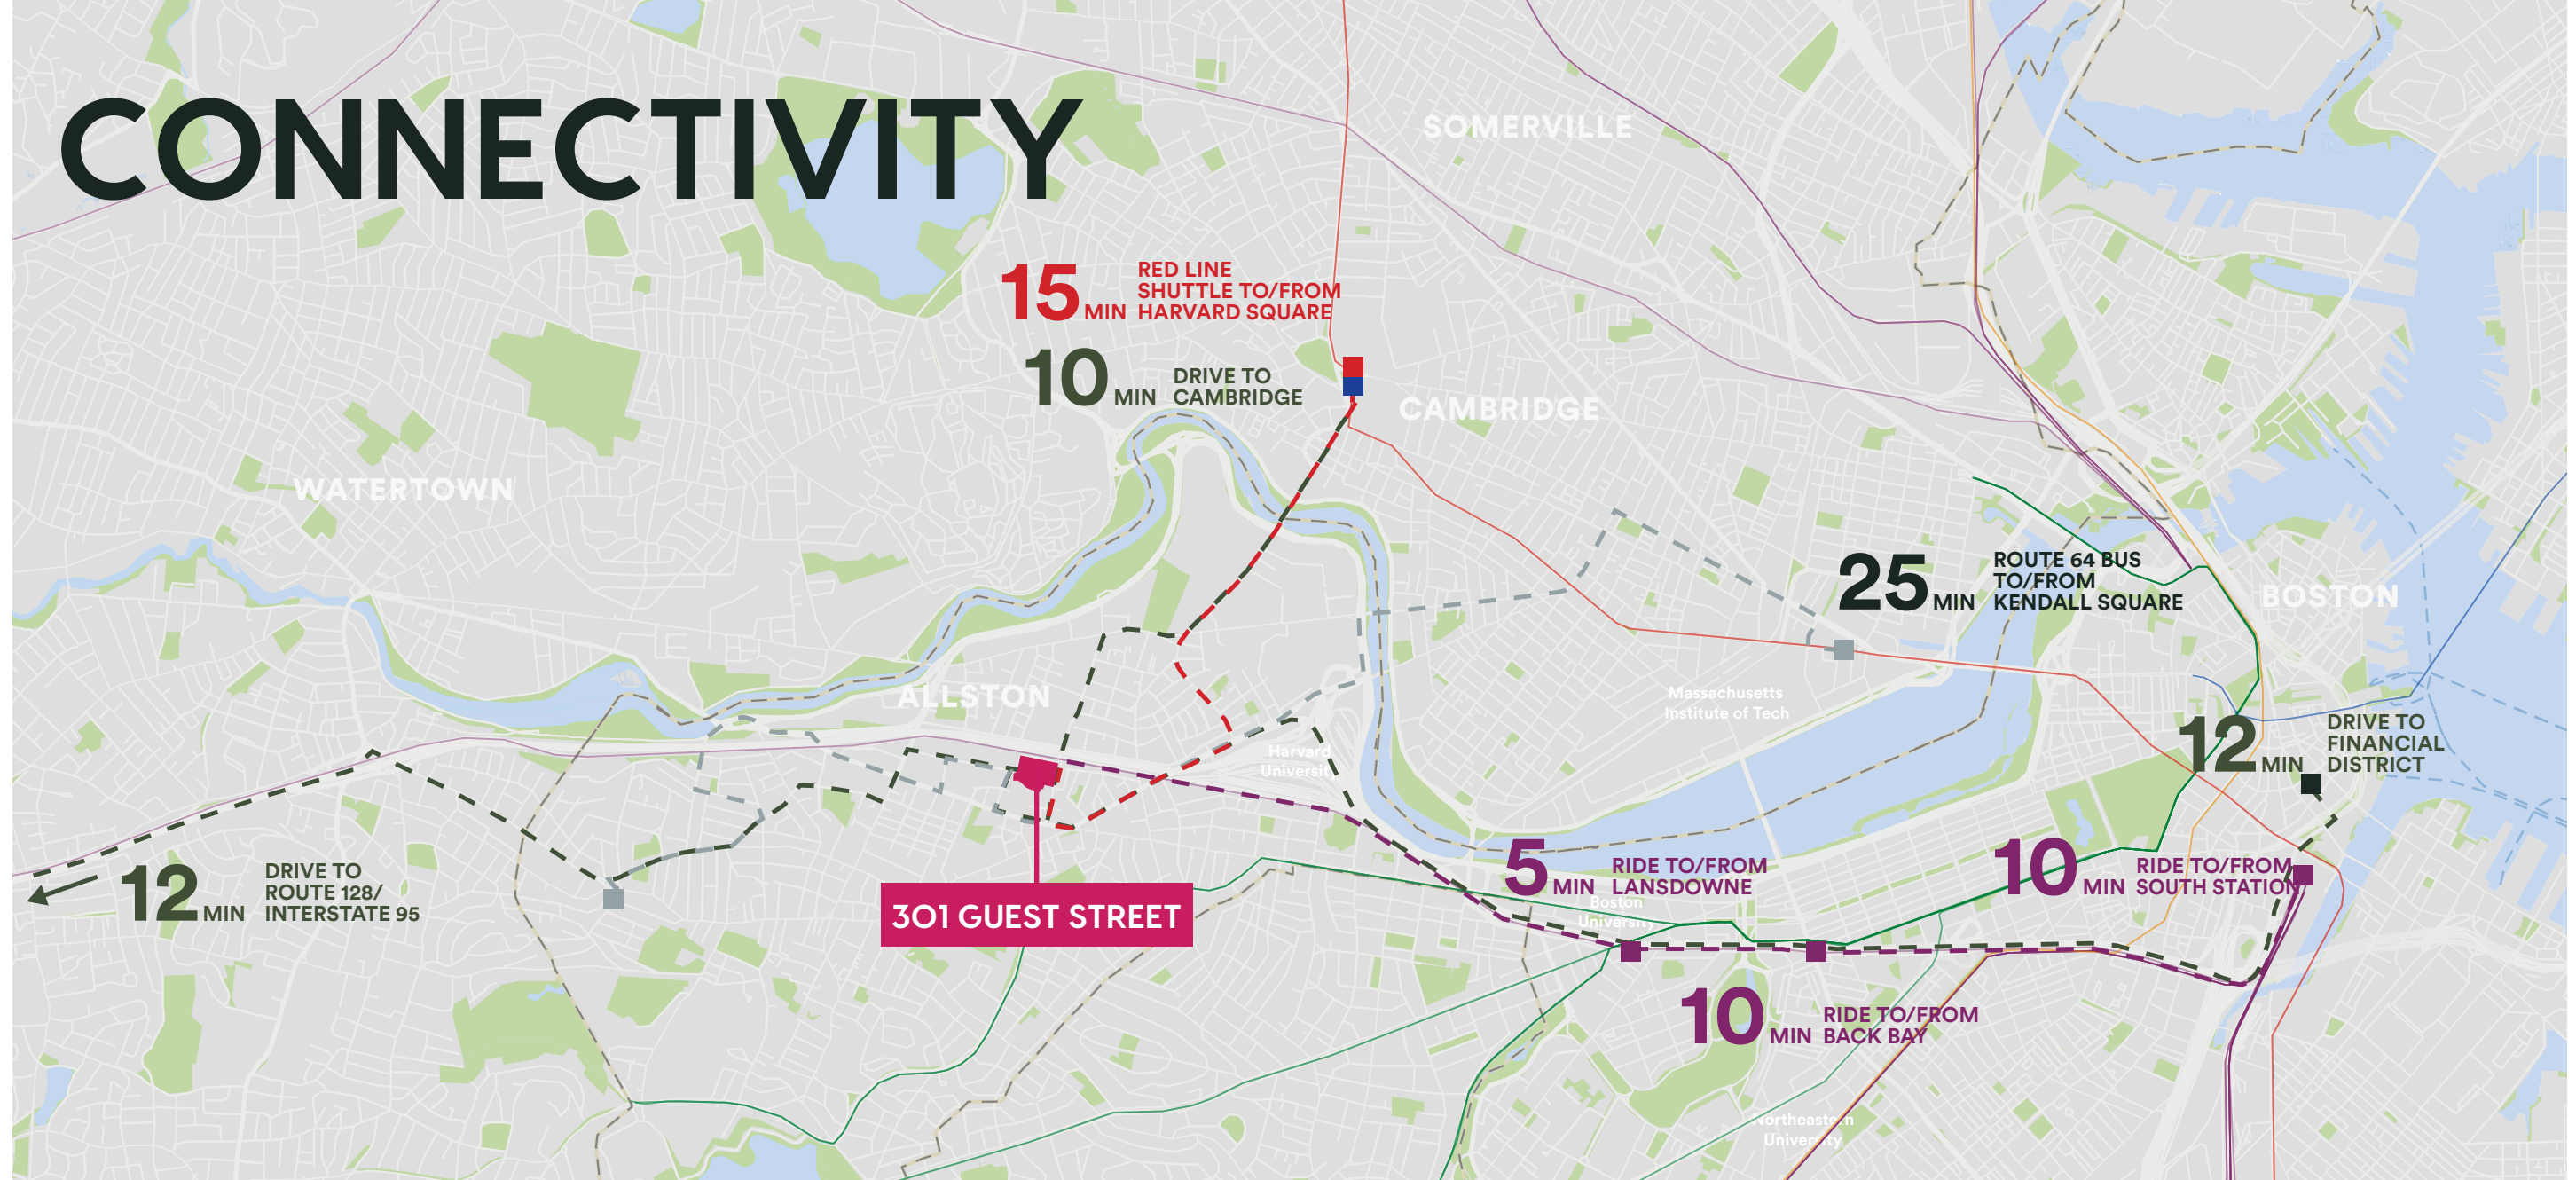 CONNECTIVITY
SOMERVILLE
15 MIN
RED LINE
SHUTTLE TO/FROM
HARVARD SQUARE
10 MIN
DRIVE TO
CAMBRIDGE
CAMBRIDGE
WATERTOWN
25 MIN
ROUTE 64 BUS
TO/FROM
KENDALL SQUARE
BOSTON
ALLSTON
Massachusetts
Institute of Tech
Harvard
University
12 MIN
DRIVE TO
FINANCIAL
DISTRICT
12 MIN
DRIVE TO
ROUTE 128/
INTERSTATE 95
301 GUEST STREET
5 MIN
RIDE TO/FROM
LANSDOWNE
Boston
University
10 MIN
RIDE TO/FROM
SOUTH STATION
10 MIN
RIDE TO/FROM
BACK BAY
Northeastern
University